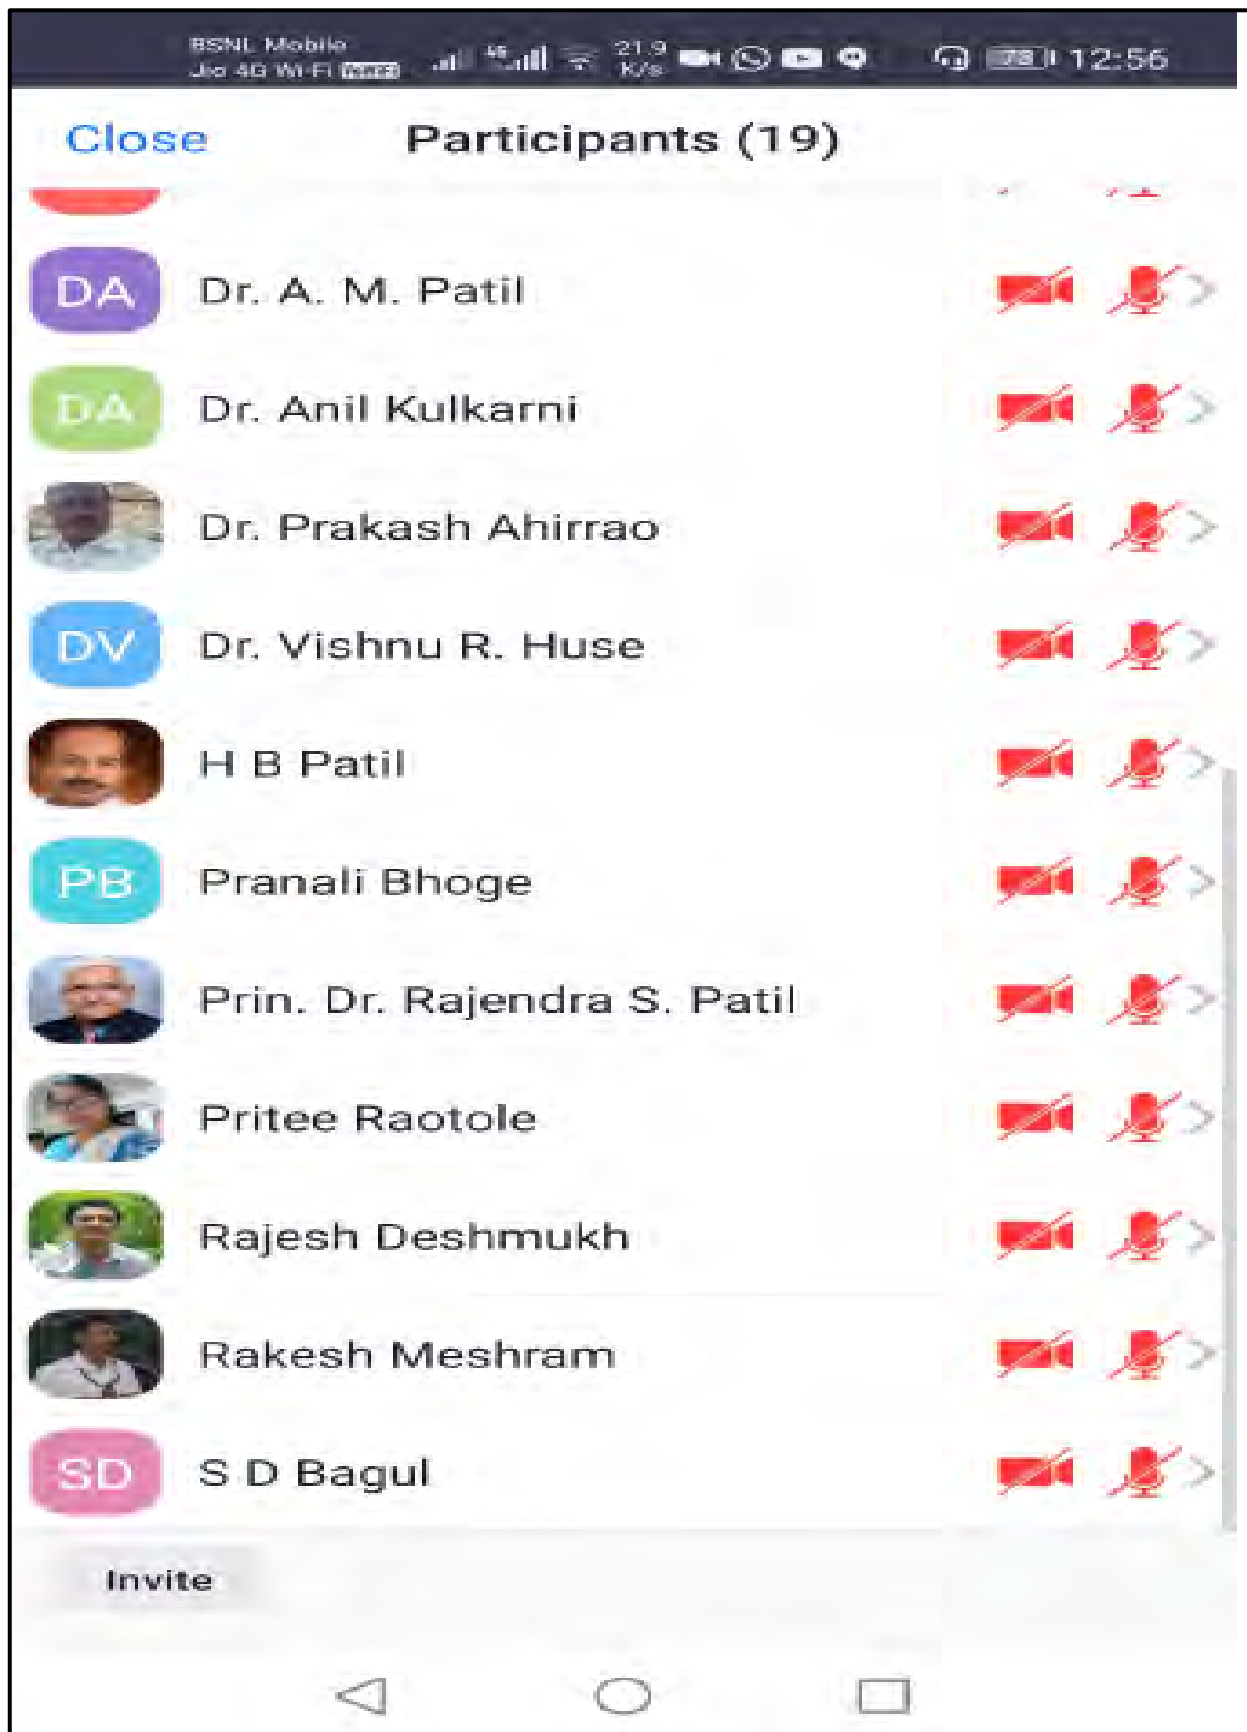 BSNL Mobile
Jio 4G Wi-Fi
4G 21.9 K/s 78 12:56
Close Participants (19)
DA Dr. A. M. Patil
DA Dr. Anil Kulkarni
Dr. Prakash Ahirrao
DV Dr. Vishnu R. Huse
H B Patil
PB Pranali Bhoge
Prin. Dr. Rajendra S. Patil
Pritee Raotole
Rajesh Deshmukh
Rakesh Meshram
SD S D Bagul
Invite